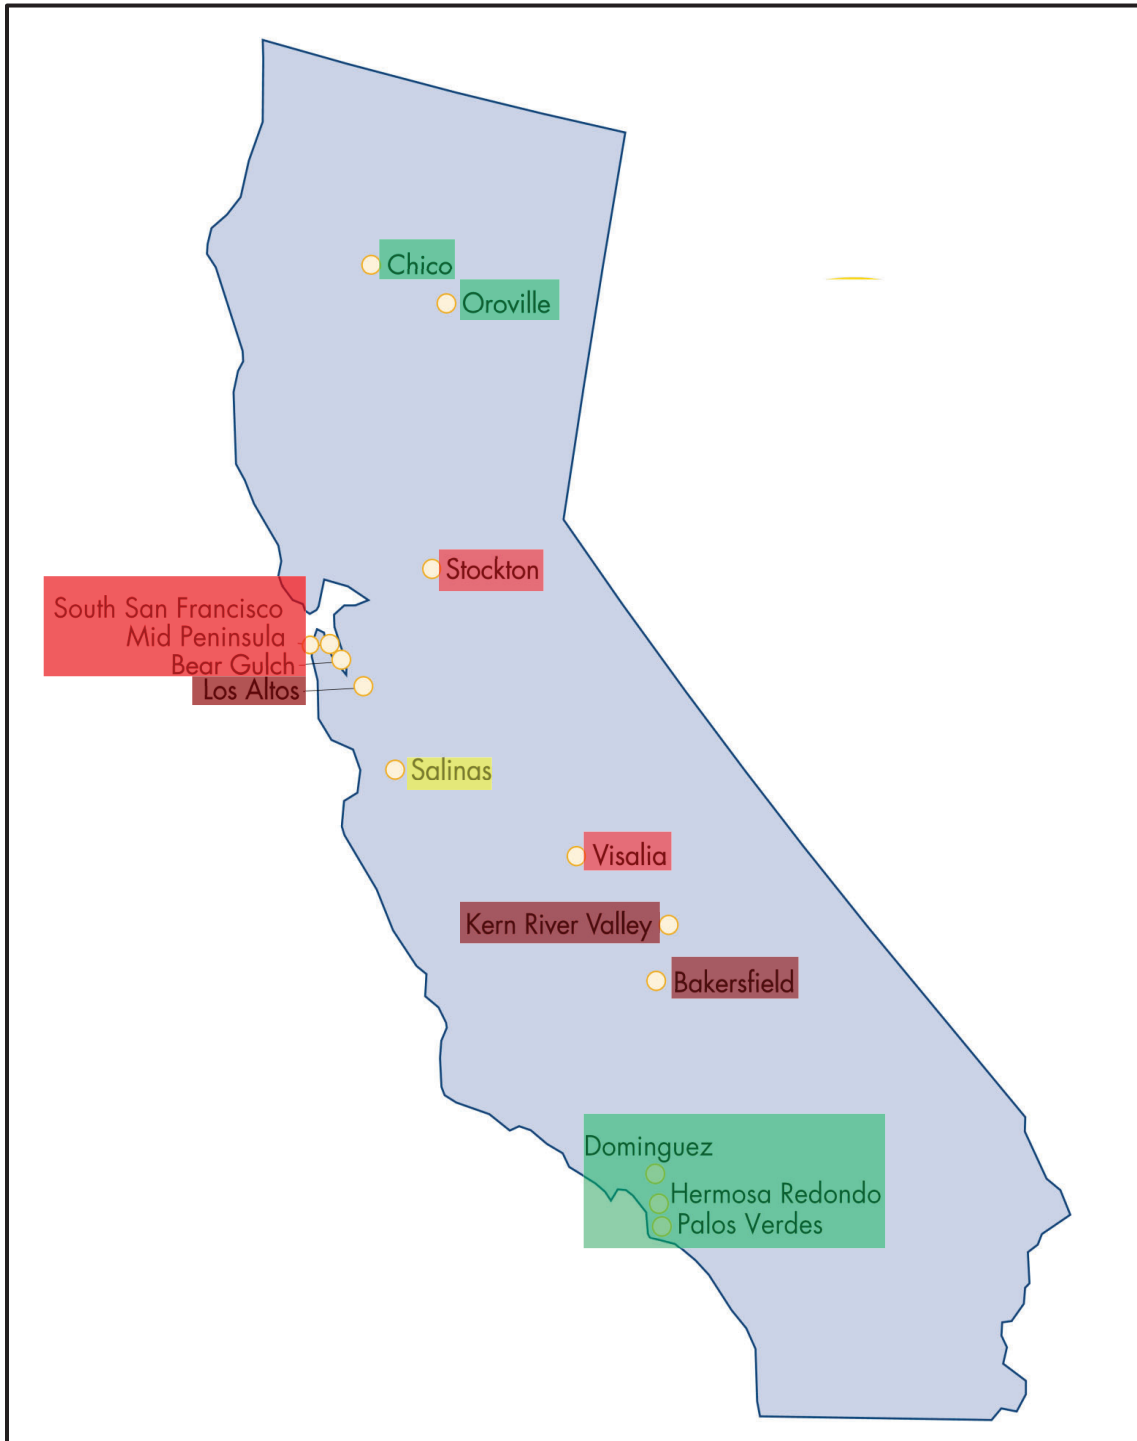 Chico
Oroville
Stockton
South San Francisco
Mid Peninsula
Bear Gulch
Los Altos
Salinas
Visalia
Kern River Valley
Bakersfield
Dominguez
Hermosa Redondo
Palos Verdes